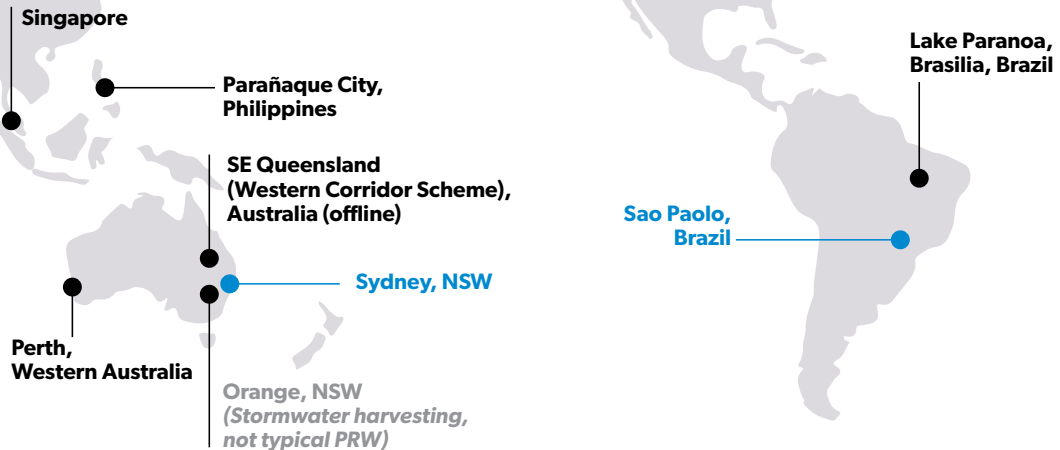 Singapore
Parañaque City,
Philippines
SE Queensland
(Western Corridor Scheme),
Australia (offline)
Sydney, NSW
Perth,
Western Australia
Orange, NSW
(Stormwater harvesting,
not typical PRW)
Lake Paranoa,
Brasilia, Brazil
Sao Paolo,
Brazil